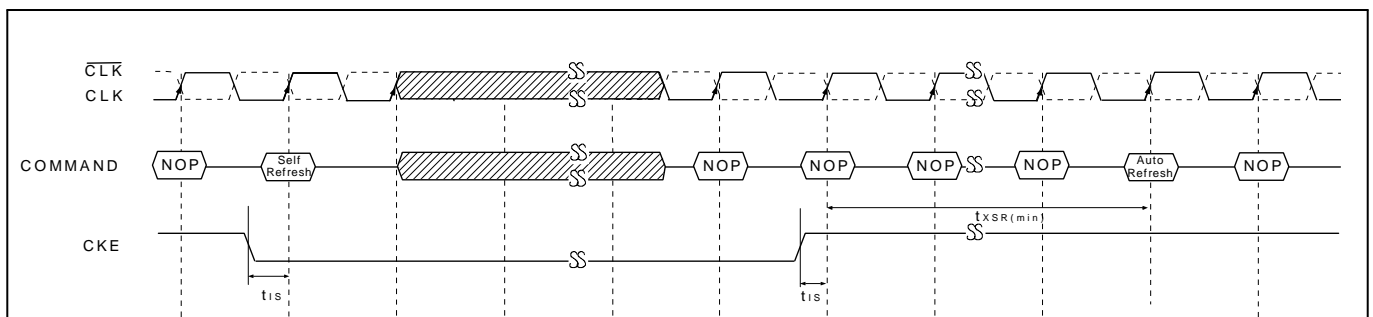 CLK
CLK
COMMAND NOP Self Refresh NOP NOP NOP NOP Auto Refresh NOP
tXSR(min)
CKE
tIS tIS